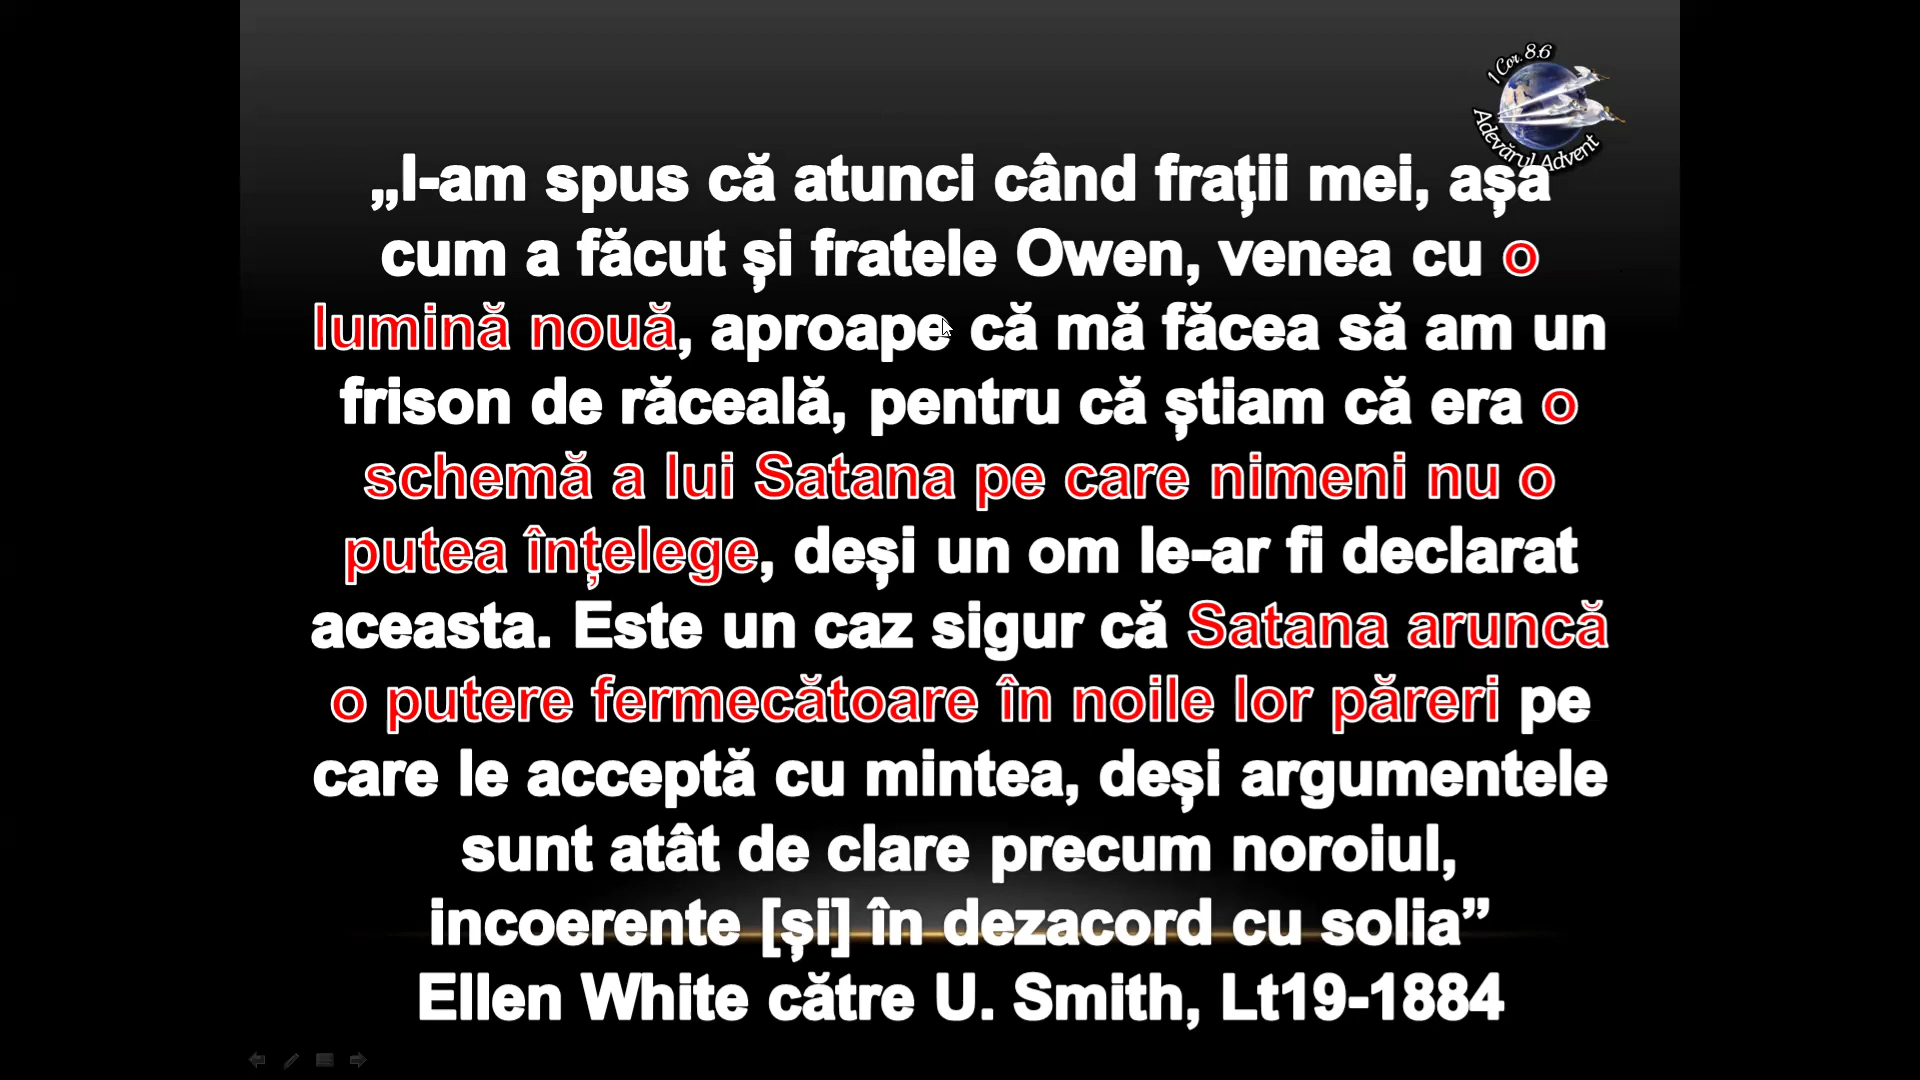 1 Cor. 8:6
Adevărul Advent
„I-am spus că atunci când frații mei, așa
cum a făcut și fratele Owen, venea cu o
lumină nouă, aproape că mă făcea să am un
frison de răceală, pentru că știam că era o
schemă a lui Satana pe care nimeni nu o
putea înțelege, deși un om le-ar fi declarat
aceasta. Este un caz sigur că Satana aruncă
o putere fermecătoare în noile lor păreri pe
care le acceptă cu mintea, deși argumentele
sunt atât de clare precum noroiul,
incoerente [și] în dezacord cu solia”
Ellen White către U. Smith, Lt19-1884